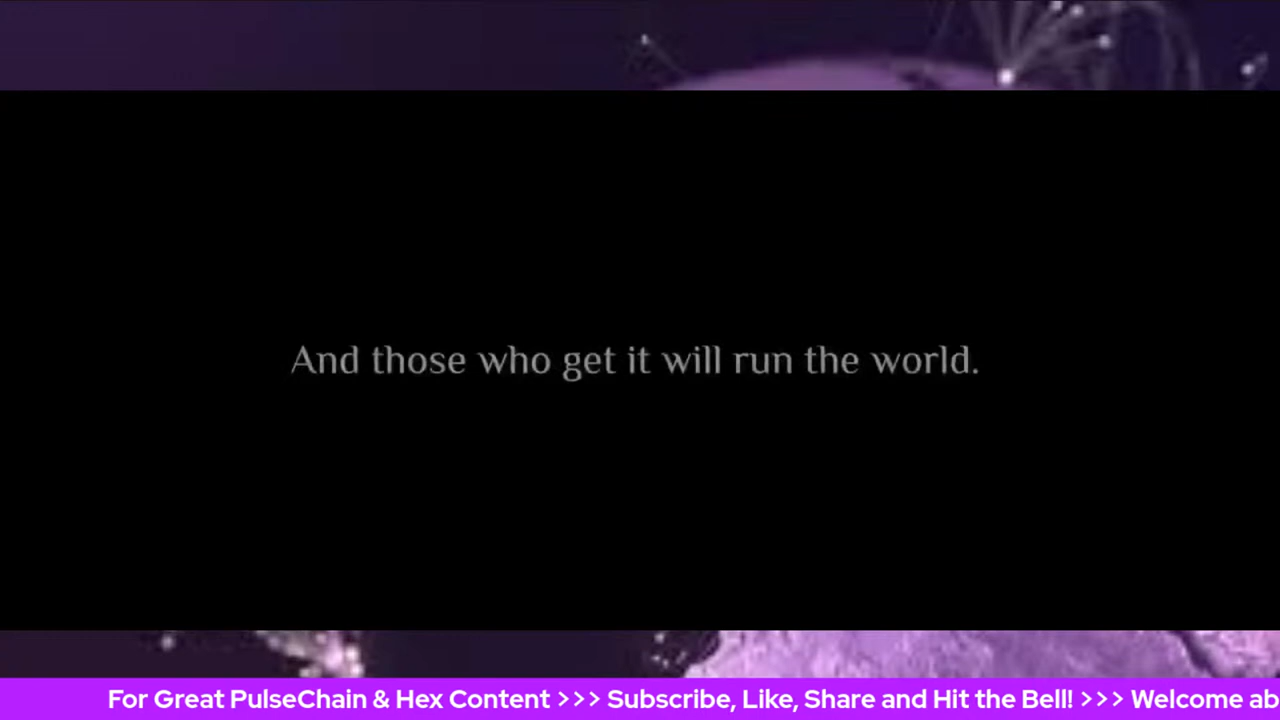 And those who get it will run the world.
For Great PulseChain & Hex Content >>> Subscribe, Like, Share and Hit the Bell! >>> Welcome ab